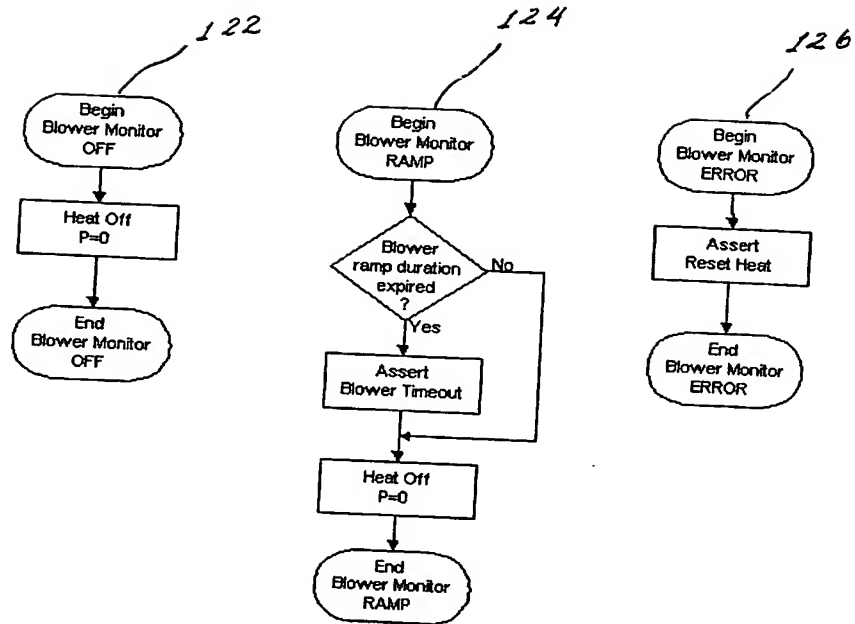 122
Begin
Blower Monitor
OFF
Heat Off
P=0
End
Blower Monitor
OFF
124
Begin
Blower Monitor
RAMP
Blower
ramp duration
expired
?
No
Yes
Assert
Blower Timeout
Heat Off
P=0
End
Blower Monitor
RAMP
126
Begin
Blower Monitor
ERROR
Assert
Reset Heat
End
Blower Monitor
ERROR